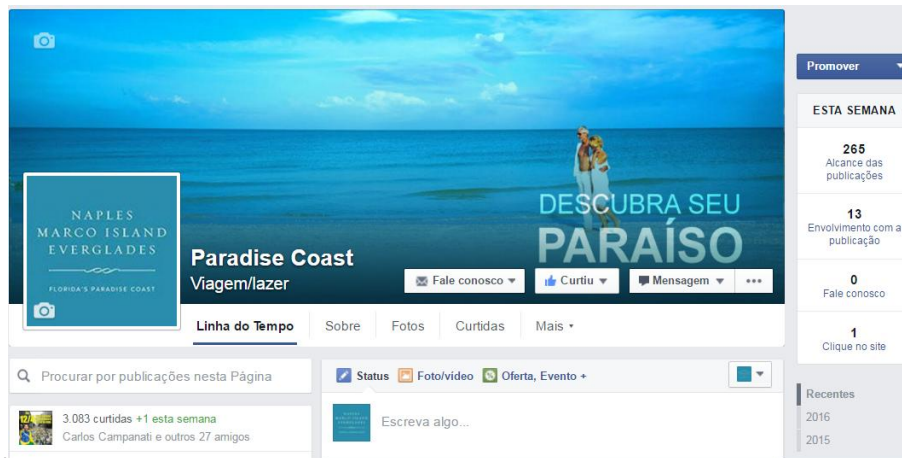 DESCUBRA SEU
PARAÍSO
NAPLES
MARCO ISLAND
EVERGLADES
FLORIDA'S PARADISE COAST
Paradise Coast
Viagem/lazer
Fale conosco
Curtiu
Mensagem
Linha do Tempo Sobre Fotos Curtidas Mais
Procurar por publicações nesta Página
3.083 curtidas +1 esta semana
Carlos Campanati e outros 27 amigos
Status Foto/vídeo Oferta, Evento +
Escreva algo...
Promover
ESTA SEMANA
265
Alcance das
publicações
13
Envolvimento com a
publicação
0
Fale conosco
1
Clique no site
Recentes
2016
2015